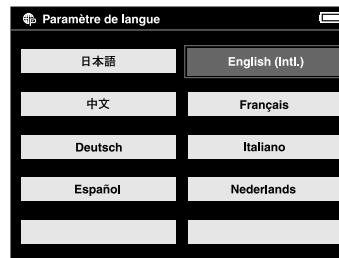 Paramètre de langue
日本語
English (Intl.)
中文
Français
Deutsch
Italiano
Español
Nederlands